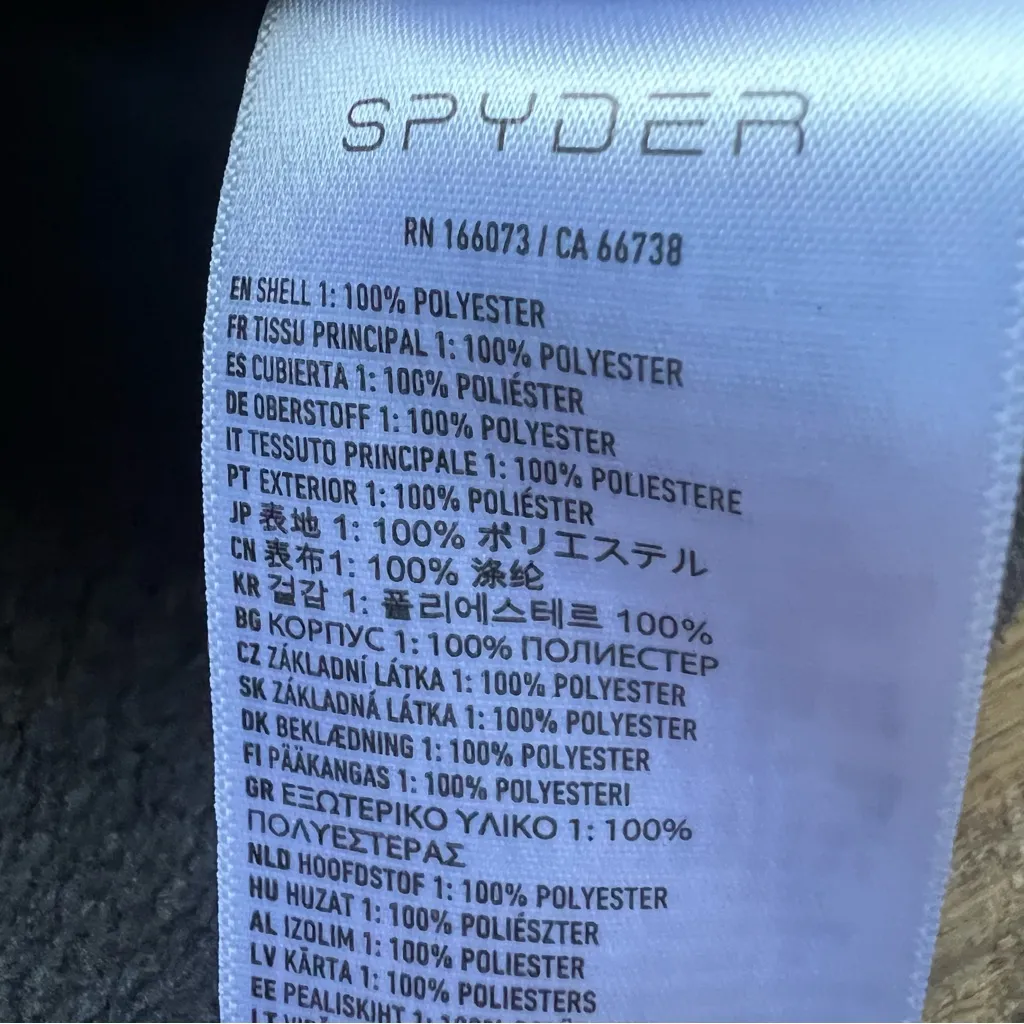 SPYDER
RN 166073 / CA 66738
EN SHELL 1: 100% POLYESTER
FR TISSU PRINCIPAL 1: 100% POLYESTER
ES CUBIERTA 1: 100% POLIÉSTER
DE OBERSTOFF 1: 100% POLYESTER
IT TESSUTO PRINCIPALE 1: 100% POLIESTERE
PT EXTERIOR 1: 100% POLIÉSTER
JP 表地 1: 100% ポリエステル
CN 表布1: 100% 涤纶
KR 겉감 1: 폴리에스테르 100%
BG КОРПУС 1: 100% ПОЛИЕСТЕР
CZ ZÁKLADNÍ LÁTKA 1: 100% POLYESTER
SK ZÁKLADNÁ LÁTKA 1: 100% POLYESTER
DK BEKLÆDNING 1: 100% POLYESTER
FI PÄÄKANGAS 1: 100% POLYESTERI
GR ΕΞΩΤΕΡΙΚΟ ΥΛΙΚΟ 1: 100%
ΠΟΛΥΕΣΤΕΡΑΣ
NLD HOOFDSTOF 1: 100% POLYESTER
HU HUZAT 1: 100% POLIÉSZTER
AL IZOLIM 1: 100% POLIESTER
LV KĀRTA 1: 100% POLIESTERS
EE PEALISKIHT 1: 100%
LT